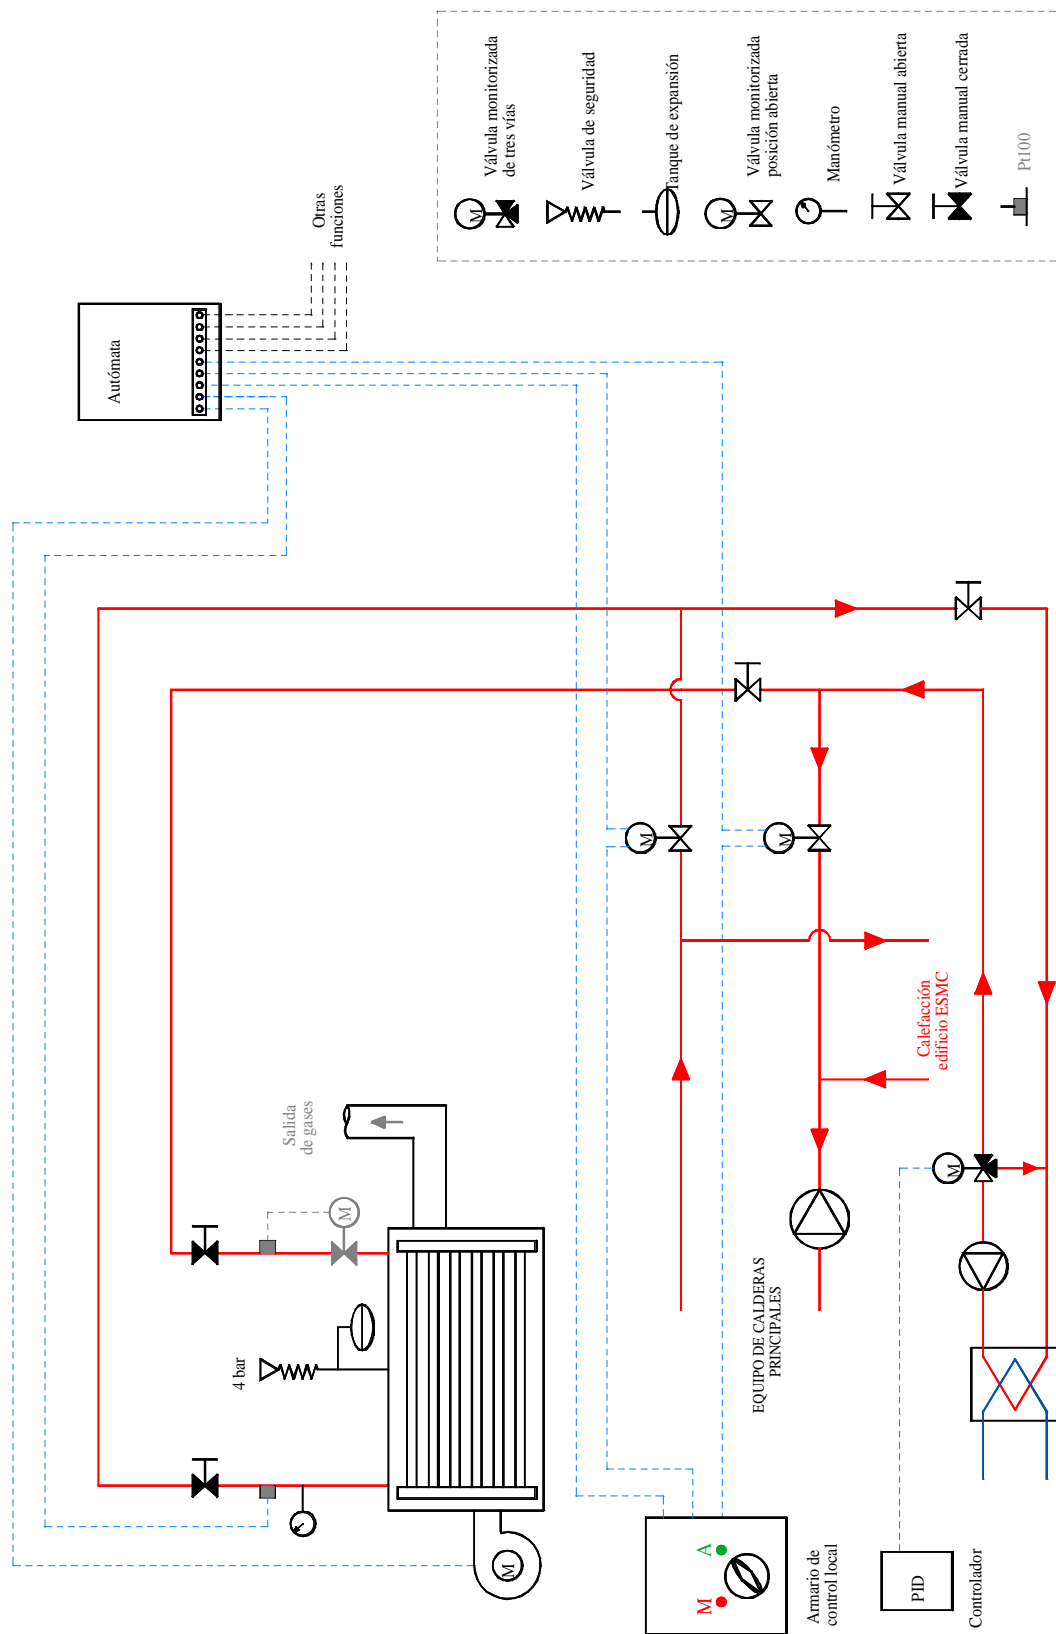 Válvula monitorizada
de tres vías
Válvula de seguridad
Tanque de expansión
Válvula monitorizada
posición abierta
Manómetro
Válvula manual abierta
Válvula manual cerrada
Pt100
M
M
Otras
funciones
Autómata
M
M
Calefacción
edificio ESMC
Salida
de gases
M
M
4 bar
EQUIPO DE CALDERAS
PRINCIPALES
M
M
A
Armario de
control local
PID
Controlador